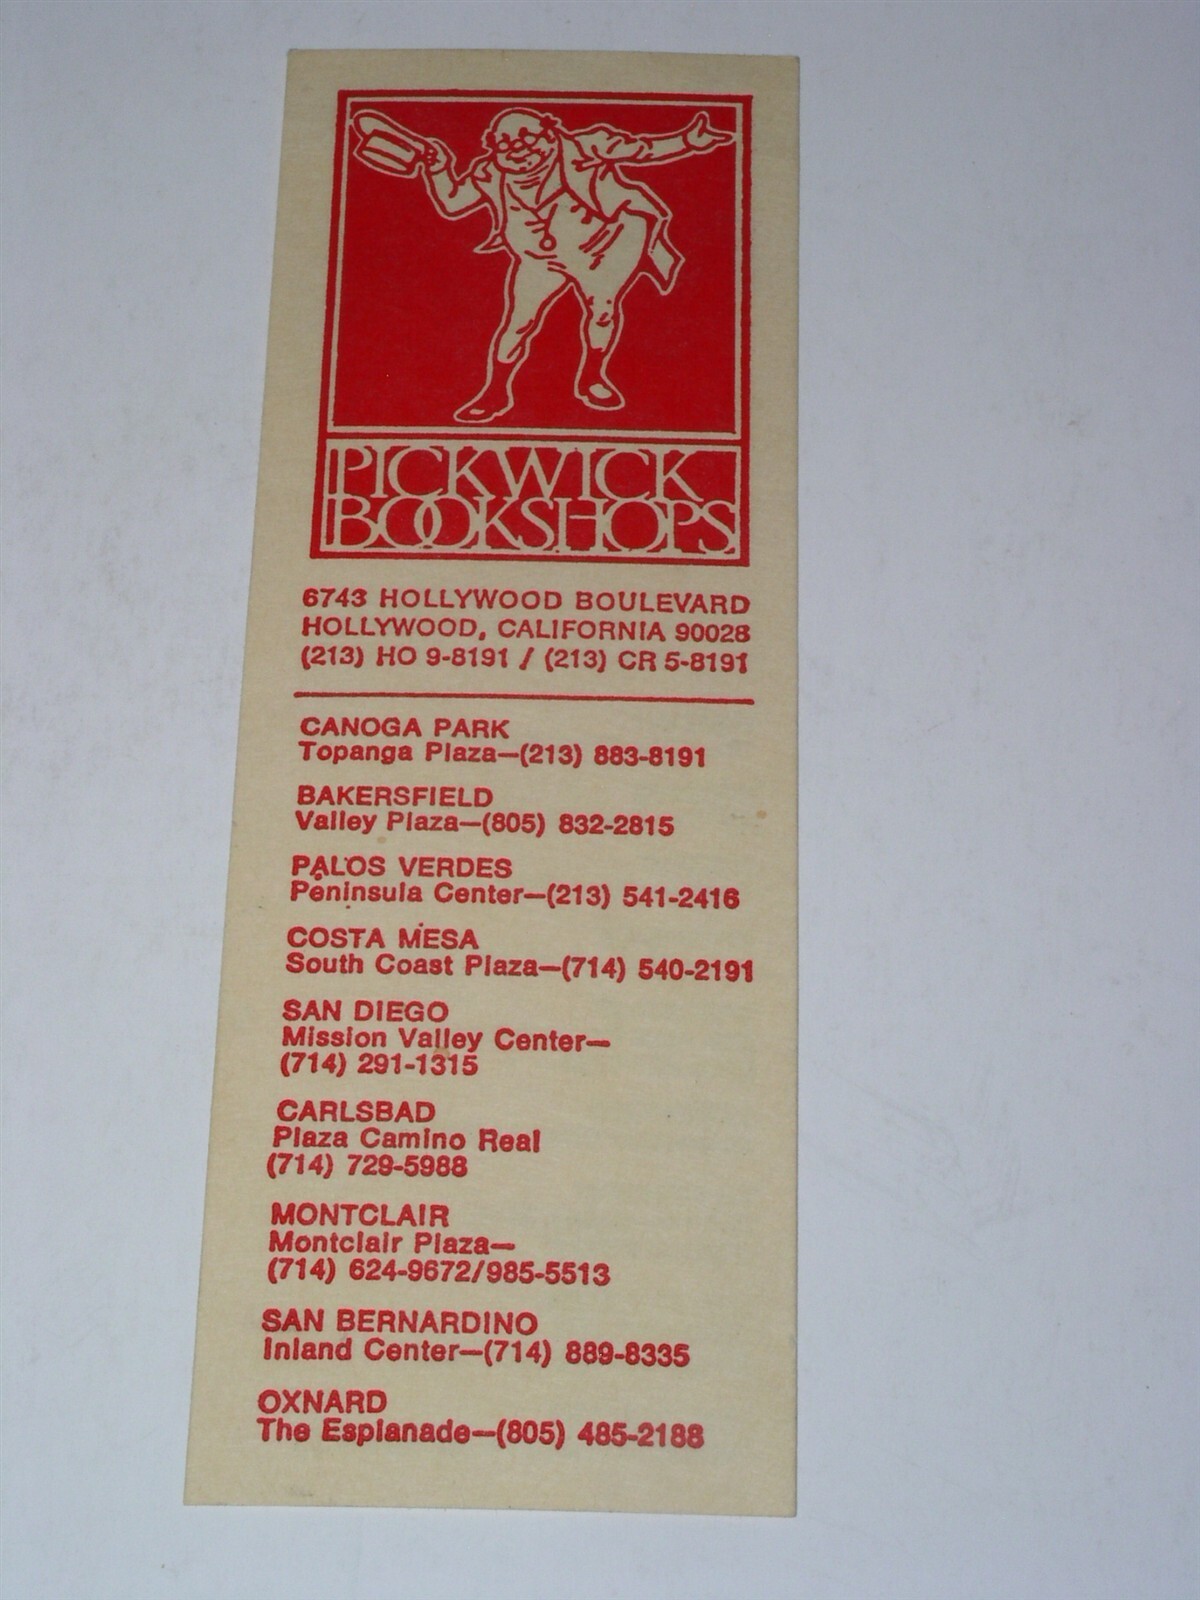 PICKWICK
BOOKSHOPS
6743 HOLLYWOOD BOULEVARD
HOLLYWOOD, CALIFORNIA 90028
(213) HO 9-8191 / (213) CR 5-8191
CANOGA PARK
Topanga Plaza—(213) 883-8191
BAKERSFIELD
Valley Plaza—(805) 832-2815
PALOS VERDES
Peninsula Center—(213) 541-2416
COSTA MESA
South Coast Plaza—(714) 540-2191
SAN DIEGO
Mission Valley Center—
(714) 291-1315
CARLSBAD
Plaza Camino Real
(714) 729-5988
MONTCLAIR
Montclair Plaza—
(714) 624-9672/985-5513
SAN BERNARDINO
Inland Center—(714) 889-8335
OXNARD
The Esplanade—(805) 485-2188